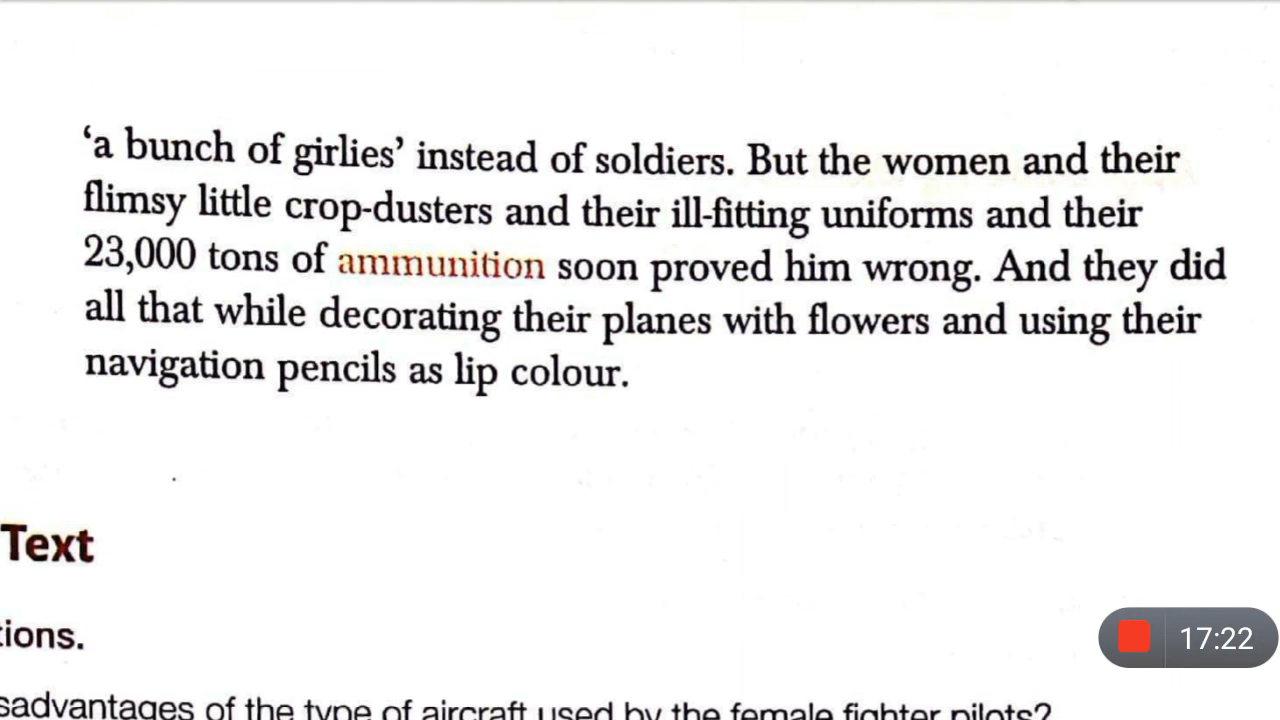 ‘a bunch of girlies’ instead of soldiers. But the women and their
flimsy little crop-dusters and their ill-fitting uniforms and their
23,000 tons of ammunition soon proved him wrong. And they did
all that while decorating their planes with flowers and using their
navigation pencils as lip colour.
Text
tions.
sadvantages of the type of aircraft used by the female fighter pilots?
17:22